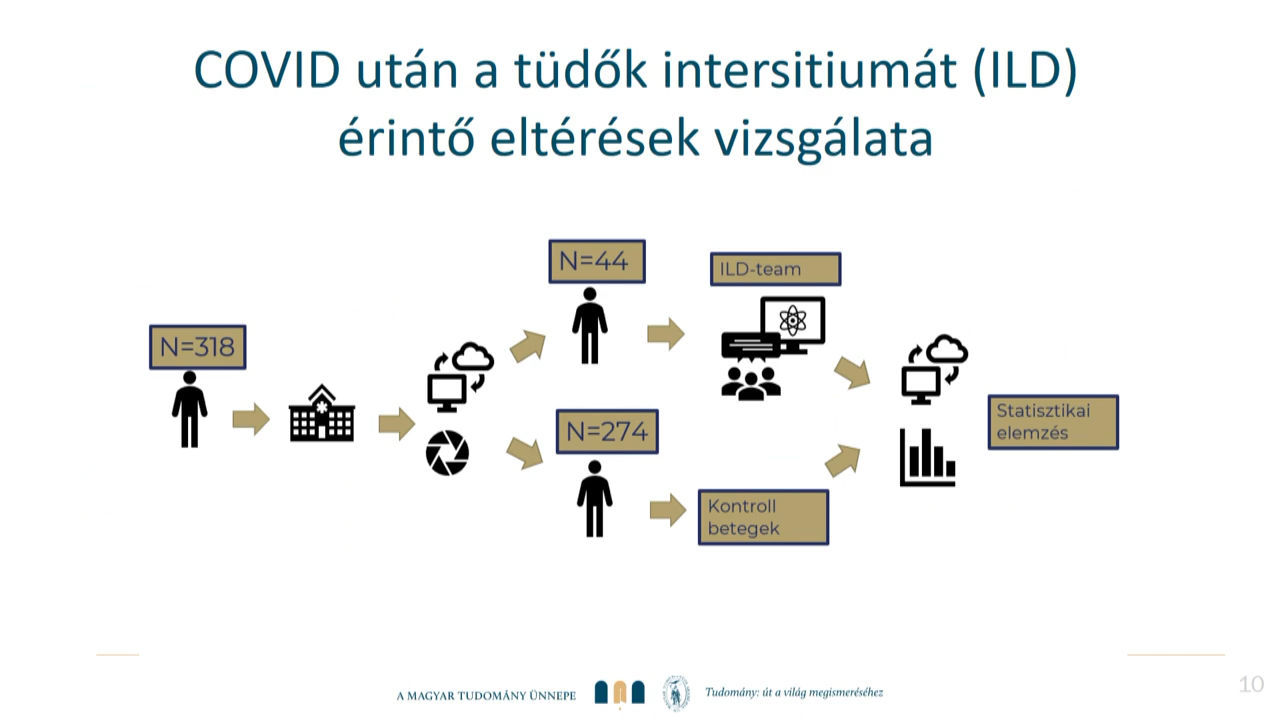 COVID után a tüdők intersitiumát (ILD)
érintő eltérések vizsgálata
N=44
ILD-team
N=318
N=274
Statisztikai
elemzés
Kontroll
betegek
A MAGYAR TUDOMÁNY ÜNNEPE
Tudomány: út a világ megismeréséhez
10